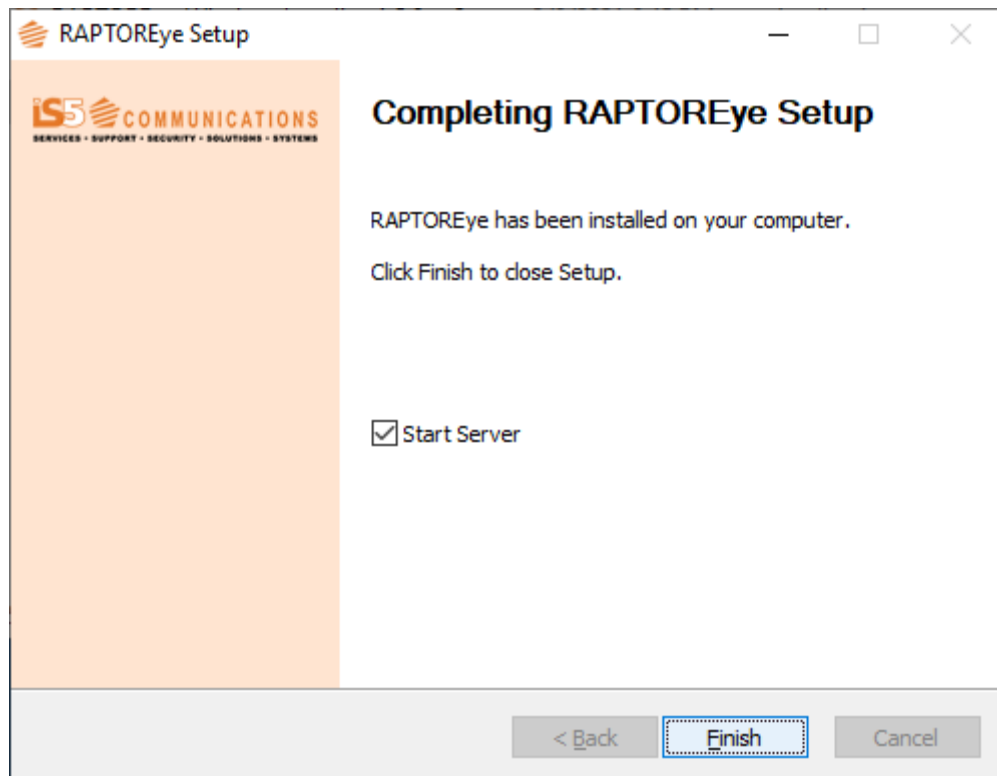 RAPTOREye Setup
iS5 COMMUNICATIONS
SERVICES • SUPPORT • SECURITY • SOLUTIONS • SYSTEMS
Completing RAPTOREye Setup
RAPTOREye has been installed on your computer.
Click Finish to close Setup.
Start Server
< Back
Finish
Cancel